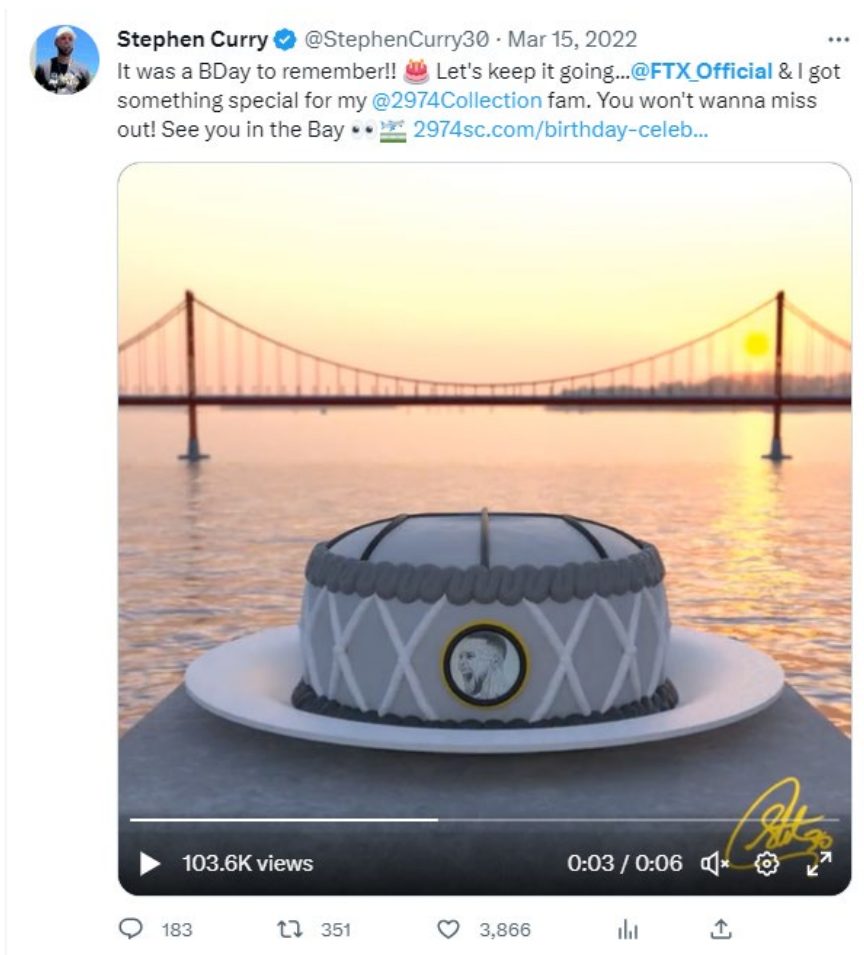 Stephen Curry @StephenCurry30 · Mar 15, 2022
It was a BDay to remember!! 🎂 Let's keep it going...@FTX_Official & I got
something special for my @2974Collection fam. You won't wanna miss
out! See you in the Bay 👀🌁 2974sc.com/birthday-celeb...
103.6K views 0:03 / 0:06
183 351 3,866